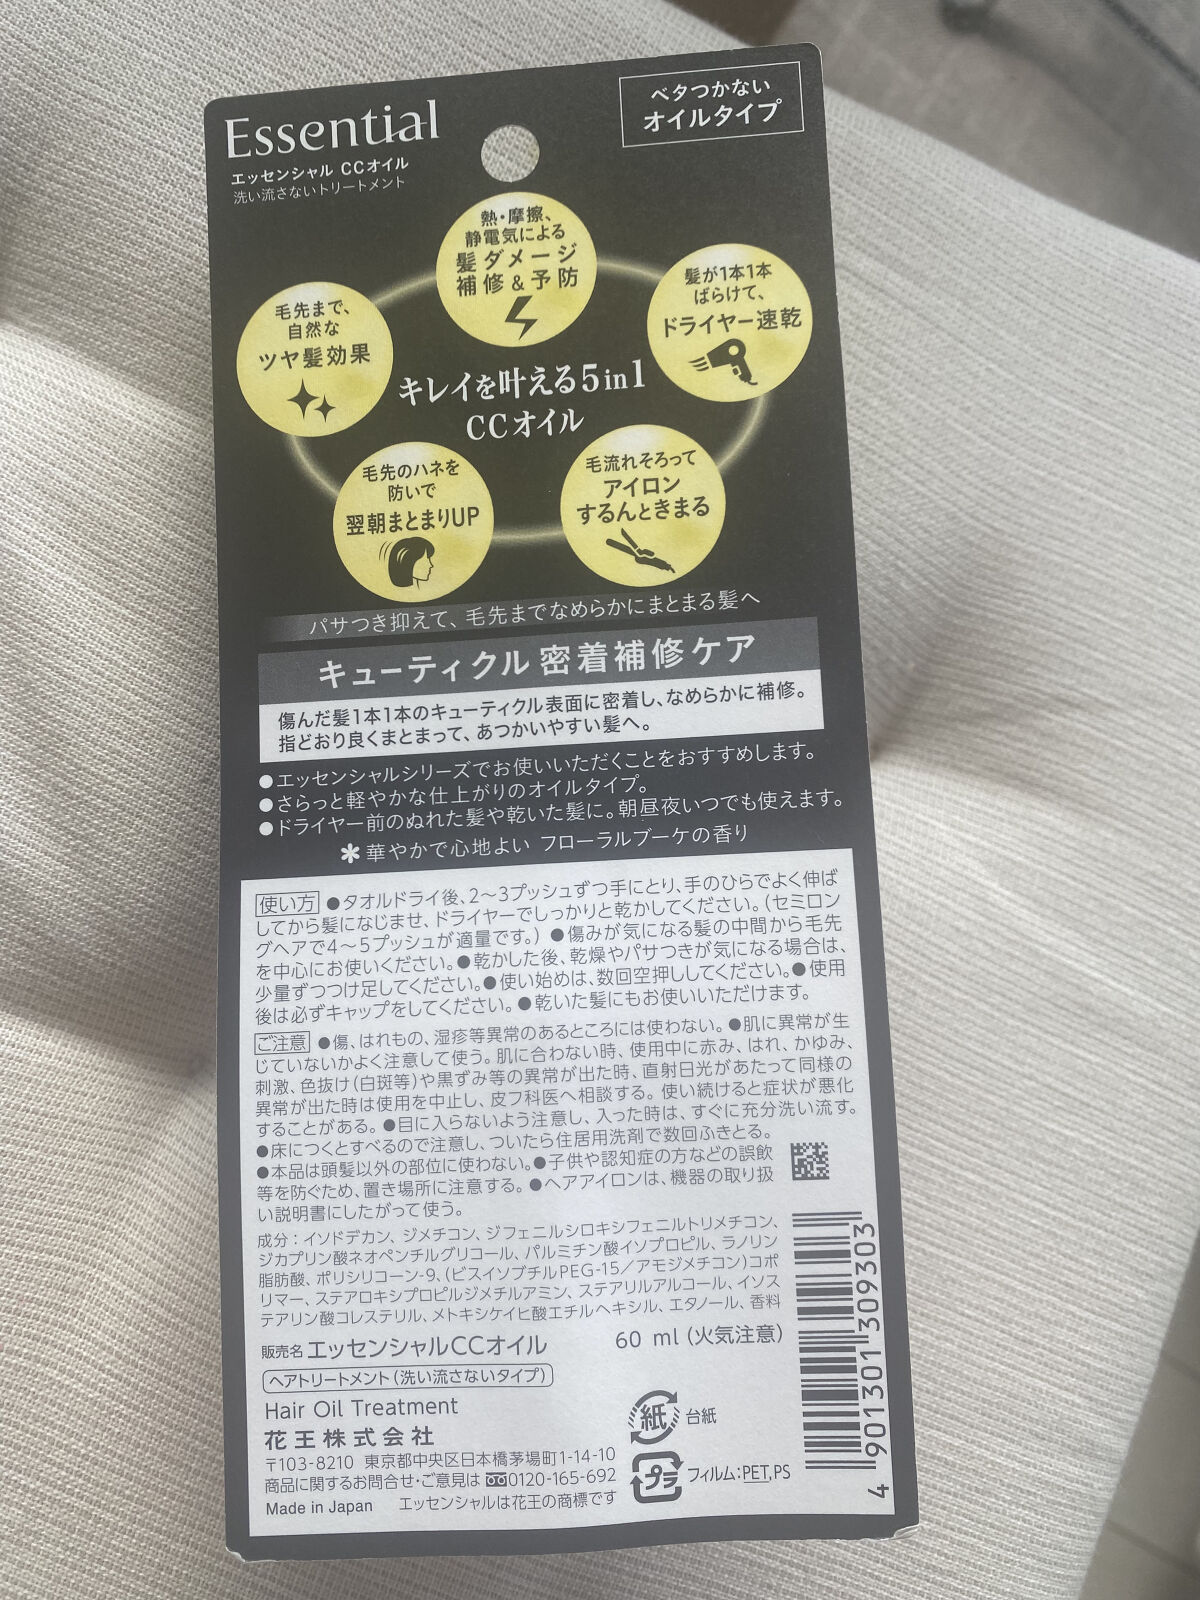 Essential
エッセンシャル CCオイル
洗い流さないトリートメント
ベタつかない
オイルタイプ
熱・摩擦、
静電気による
髪ダメージ
補修&予防
髪が1本1本
ばらけて、
ドライヤー速乾
毛先まで、
自然な
ツヤ髪効果
キレイを叶える5in1
CCオイル
毛先のハネを
防いで
翌朝まとまりUP
毛流れそろって
アイロン
するんときまる
パサつき抑えて、毛先までなめらかにまとまる髪へ
キューティクル 密着補修ケア
傷んだ髪1本1本のキューティクル表面に密着し、なめらかに補修。
指どおり良くまとまって、あつかいやすい髪へ。
●エッセンシャルシリーズでお使いいただくことをおすすめします。
●さらっと軽やかな仕上がりのオイルタイプ。
●ドライヤー前のぬれた髪や乾いた髪に。朝昼夜いつでも使えます。
＊華やかで心地よい フローラルブーケの香り
使い方 ●タオルドライ後、2〜3プッシュずつ手にとり、手のひらでよく伸ば
してから髪になじませ、ドライヤーでしっかりと乾かしてください。（セミロン
グヘアで4〜5プッシュが適量です。） ●傷みが気になる髪の中間から毛先
を中心にお使いください。●乾かした後、乾燥やパサつきが気になる場合は、
少量ずつつけ足してください。●使い始めは、数回空押ししてください。●使用
後は必ずキャップをしてください。●乾いた髪にもお使いいただけます。
ご注意 ●傷、はれもの、湿疹等異常のあるところには使わない。●肌に異常が生
じていないかよく注意して使う。肌に合わない時、使用中に赤み、はれ、かゆみ、
刺激、色抜け（白斑等）や黒ずみ等の異常が出た時、直射日光があたって同様の
異常が出た時は使用を中止し、皮フ科医へ相談する。使い続けると症状が悪化
することがある。●目に入らないよう注意し、入った時は、すぐに充分洗い流す。
●床につくとすべるので注意し、ついたら住居用洗剤で数回ふきとる。
●本品は頭髪以外の部位に使わない。●子供や認知症の方などの誤飲
等を防ぐため、置き場所に注意する。●ヘアアイロンは、機器の取り扱
い説明書にしたがって使う。
成分：イソドデカン、ジメチコン、ジフェニルシロキシフェニルトリメチコン、
ジカプリン酸ネオペンチルグリコール、パルミチン酸イソプロピル、ラノリン
脂肪酸、ポリシリコーン-9、（ビスイソブチルPEG-15／アモジメチコン）コポ
リマー、ステアロキシプロピルジメチルアミン、ステアリルアルコール、イソス
テアリン酸コレステリル、メトキシケイヒ酸エチルヘキシル、エタノール、香料
販売名 エッセンシャルCCオイル 60 ml（火気注意）
ヘアトリートメント（洗い流さないタイプ）
Hair Oil Treatment
花王株式会社
〒103-8210 東京都中央区日本橋茅場町1-14-10
商品に関するお問合せ・ご意見は 0120-165-692
Made in Japan エッセンシャルは花王の商標です
紙 台紙
プラ フィルム：PET,PS
4 901301 309303